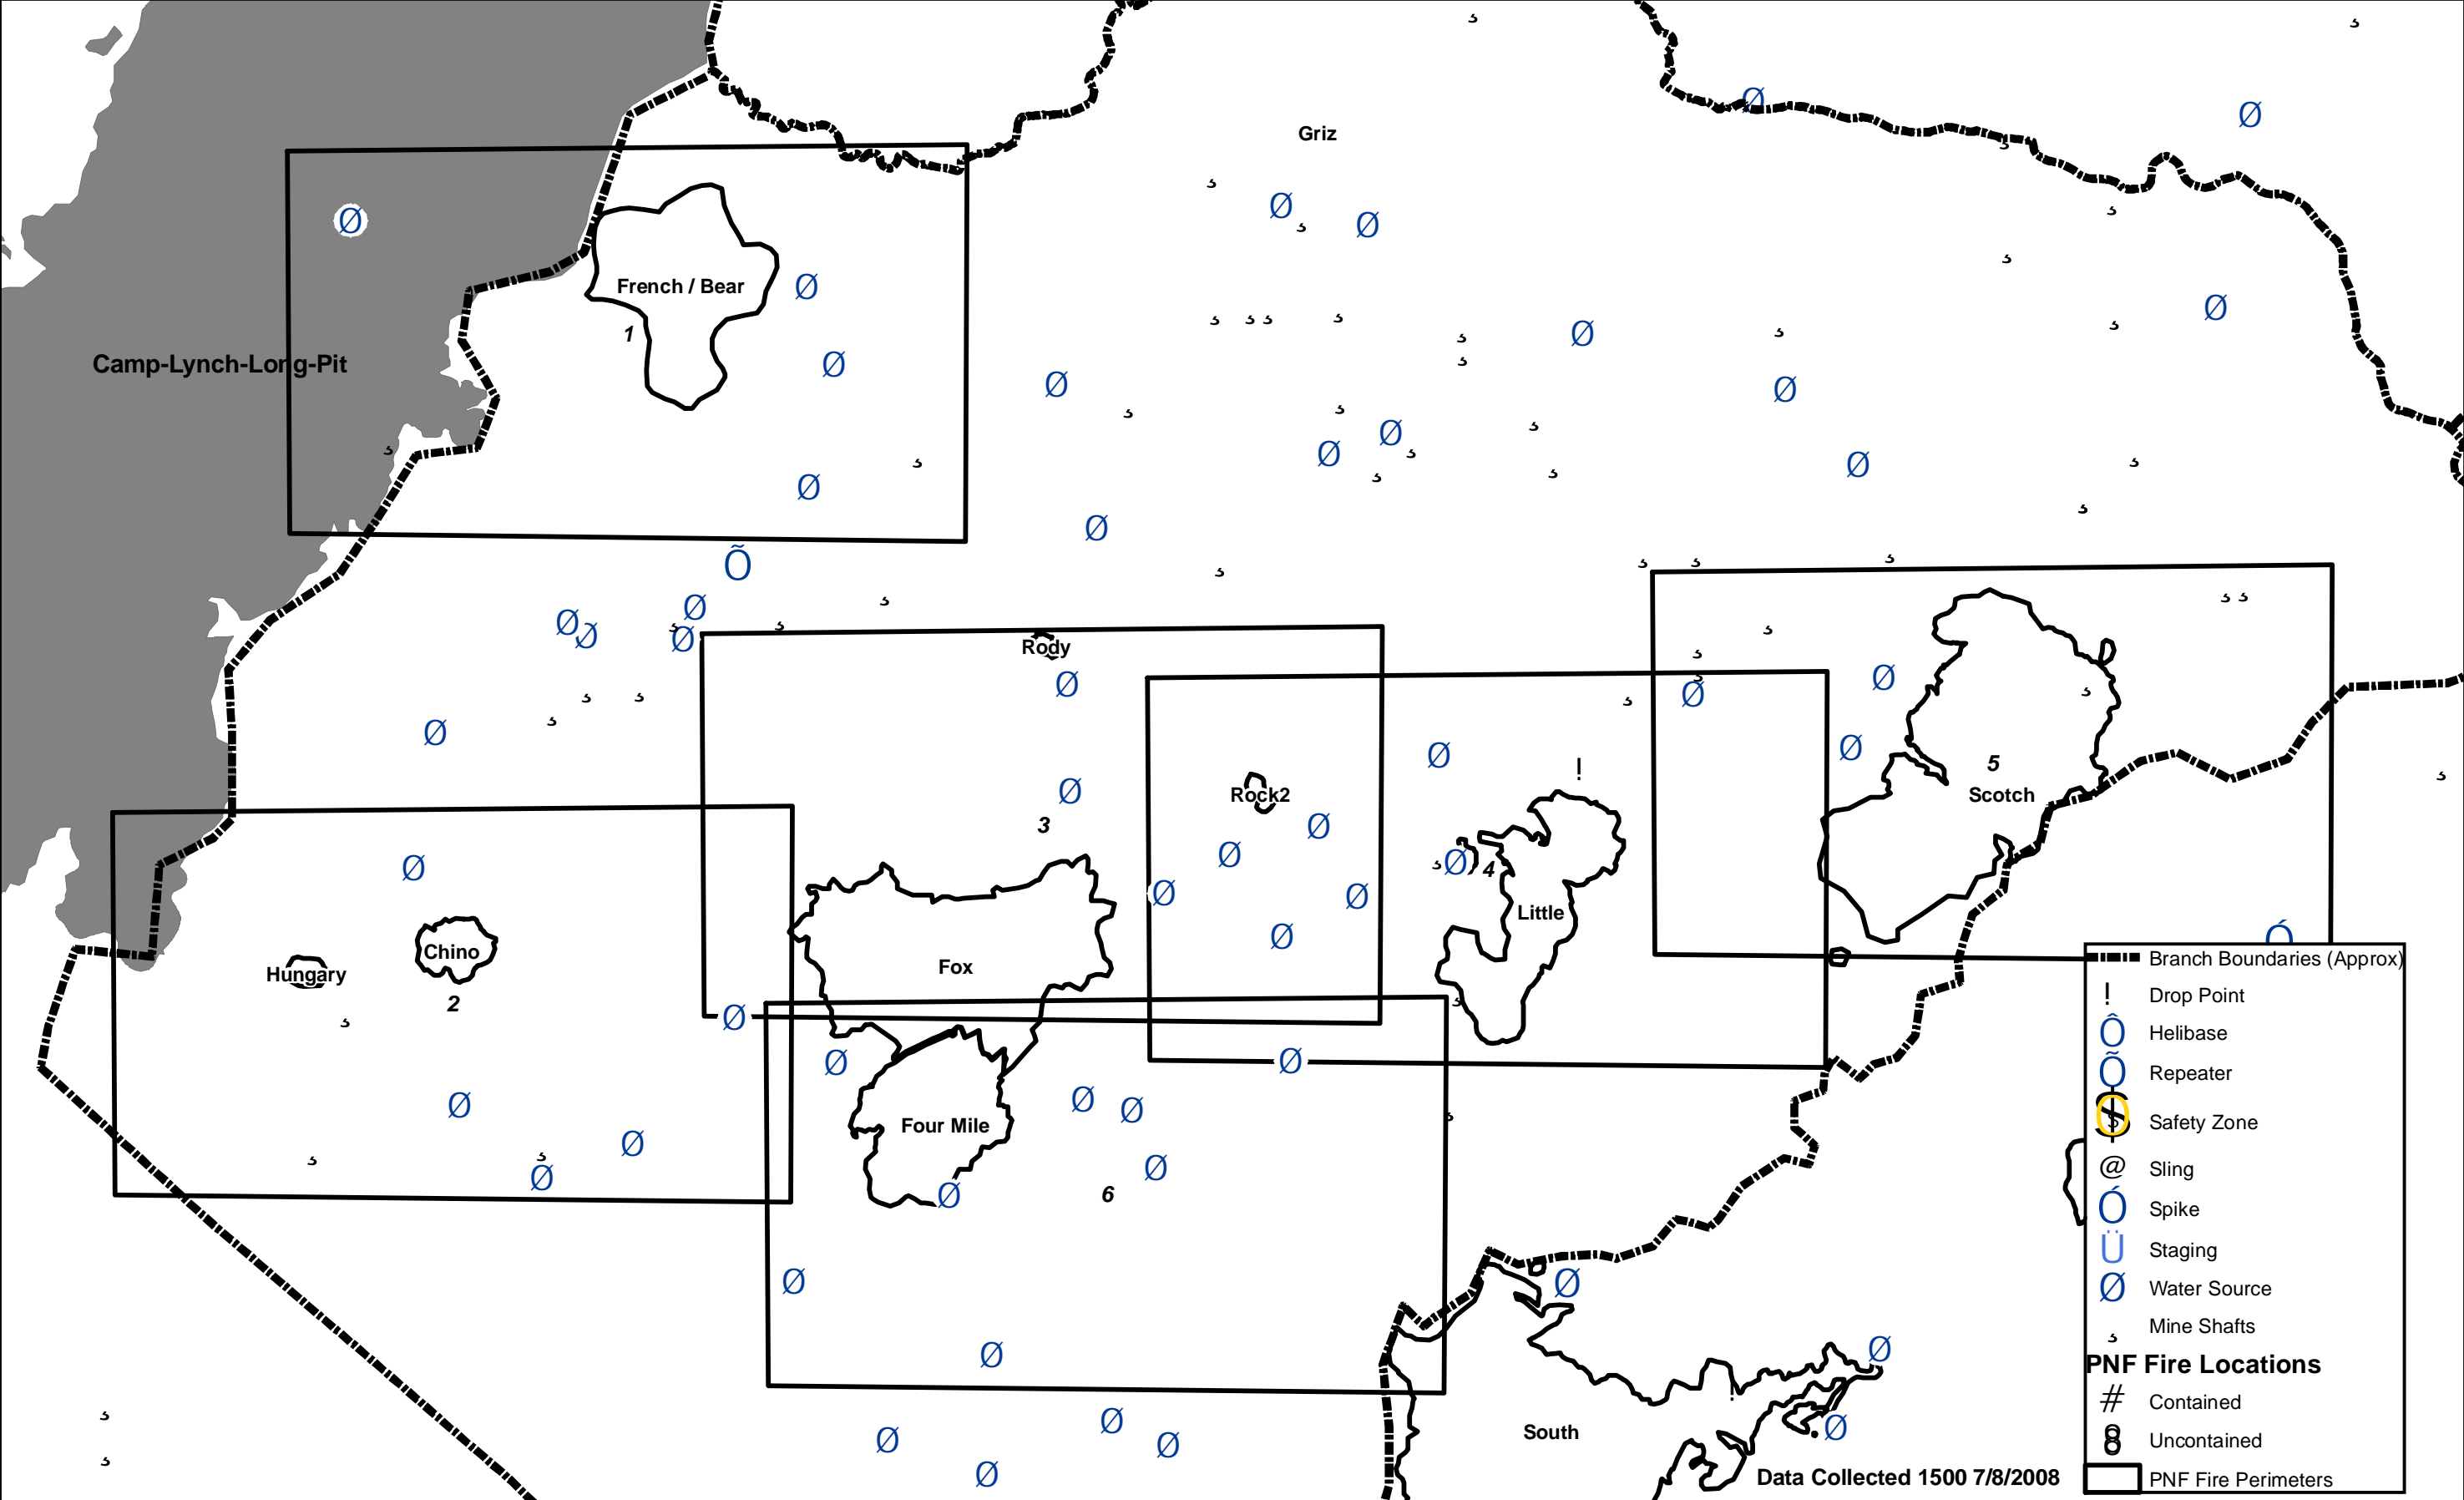 Griz
French / Bear
1
Camp-Lynch-Long-Pit
Rody
5
Scotch
Rock2
3
4
Little
Chino
Hungary
2
Fox
Four Mile
6
South
Data Collected 1500 7/8/2008
Branch Boundaries (Approx)
! Drop Point
Ô Helibase
Õ Repeater
Safety Zone
@ Sling
Ó Spike
Ü Staging
Ø Water Source
Mine Shafts
PNF Fire Locations
# Contained
8 Uncontained
PNF Fire Perimeters